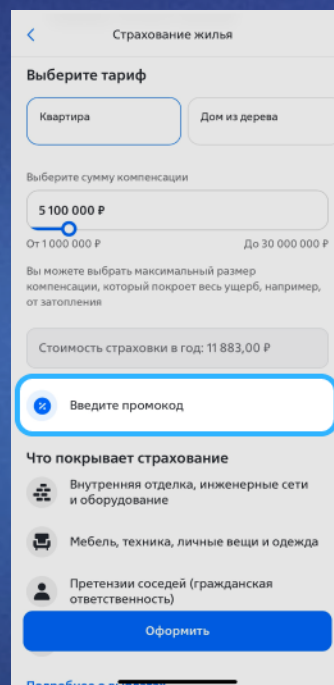 Страхование жилья
Выберите тариф
Квартира
Дом из дерева
Выберите сумму компенсации
5 100 000 ₽
От 1 000 000 ₽
До 30 000 000 ₽
Вы можете выбрать максимальный размер
компенсации, который покроет весь ущерб, например,
от затопления
Стоимость страховки в год: 11 883,00 ₽
Введите промокод
Что покрывает страхование
Внутренняя отделка, инженерные сети
и оборудование
Мебель, техника, личные вещи и одежда
Претензии соседей (гражданская
ответственность)
Оформить
Подробнее о